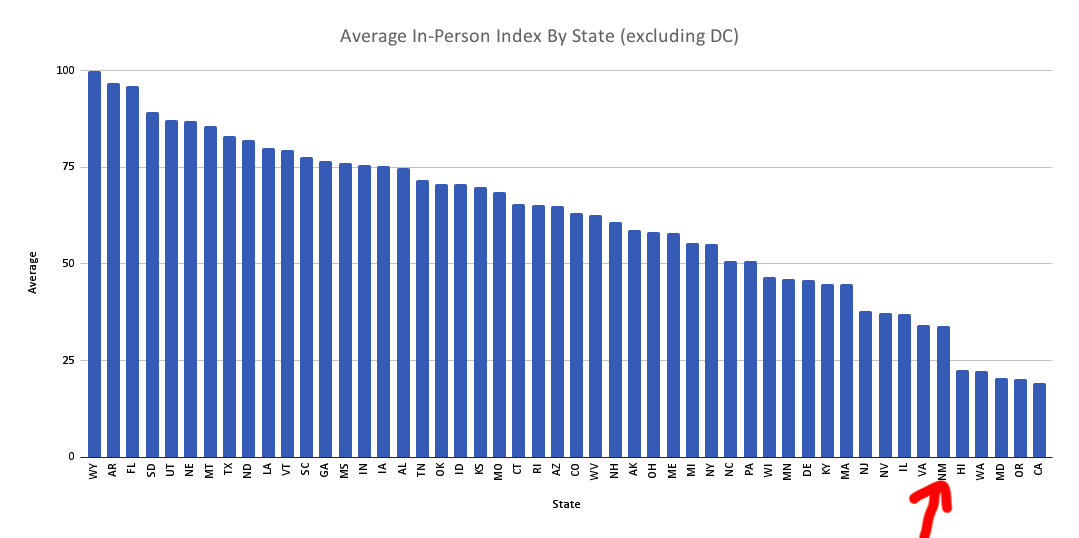 Average In-Person Index By State (excluding DC)
100
75
50
25
0
Average
WY AR FL SD UT NE MT TX ND LA VT SC GA MS IN IA AL TN OK ID KS MO CT RI AZ CO WV NH AK OH ME MI NY NC PA WI MN DE KY MA NJ NV IL VA NM HI WA MD OR CA
State